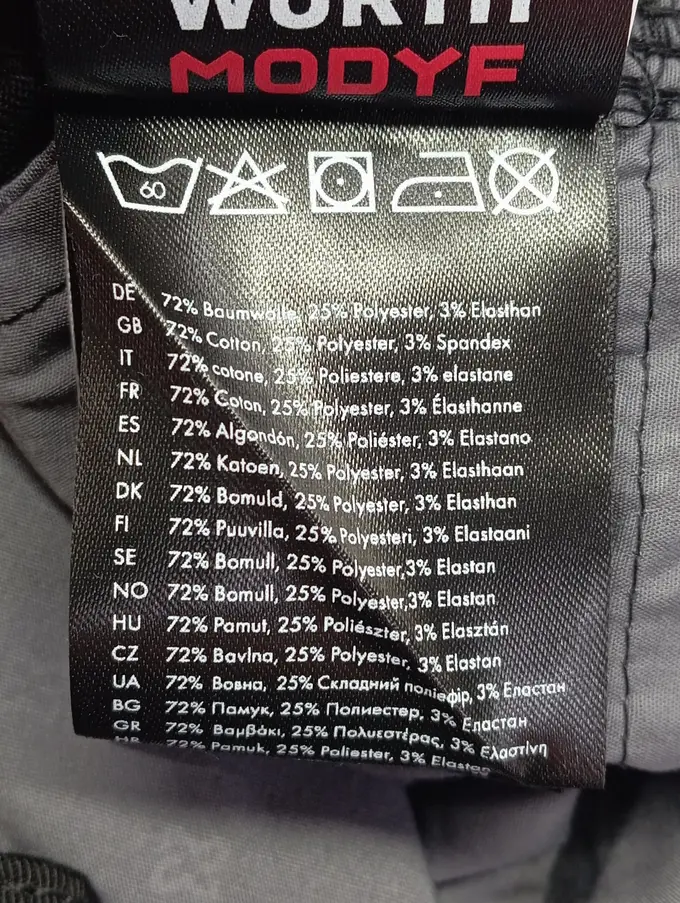 WÜRTH
MODYF
60
DE 72% Baumwolle, 25% Polyester, 3% Elasthan
GB 72% Cotton, 25% Polyester, 3% Spandex
IT 72% cotone, 25% Poliestere, 3% elastane
FR 72% Coton, 25% Polyester, 3% Élasthanne
ES 72% Algondón, 25% Poliéster, 3% Elastano
NL 72% Katoen, 25% Polyester, 3% Elasthaan
DK 72% Bomuld, 25% Polyester, 3% Elasthan
FI 72% Puuvilla, 25% Polyesteri, 3% Elastaani
SE 72% Bomull, 25% Polyester,3% Elastan
NO 72% Bomull, 25% Polyester,3% Elastan
HU 72% Pamut, 25% Poliészter, 3% Elasztán
CZ 72% Bavlna, 25% Polyester, 3% Elastan
UA 72% Вовна, 25% Складний поліефір, 3% Еластан
BG 72% Памук, 25% Полиестер, 3% Еластан
GR 72% Βαμβάκι, 25% Πολυεστέρας, 3% Ελαστίνη
HR 72% Pamuk, 25% Poliester, 3% Elastan